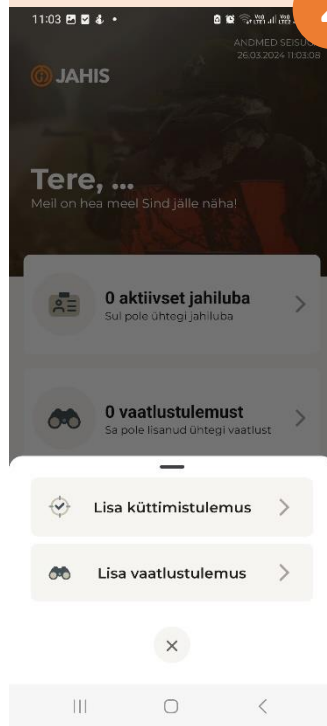 11:03
ANDMED SEISUGA
26.03.2024 11:03:08
JAHIS
Tere, ...
Meil on hea meel Sind jälle näha!
0 aktiivset jahiluba
Sul pole ühtegi jahiluba
0 vaatlustulemust
Sa pole lisanud ühtegi vaatlust
Lisa küttimistulemus
Lisa vaatlustulemus